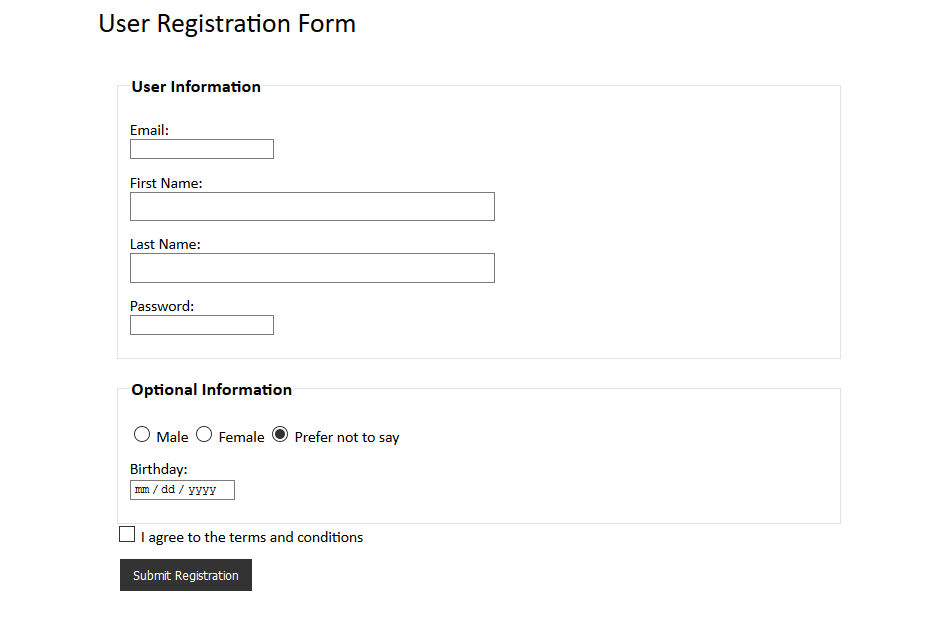 User Registration Form
User Information
Email:
First Name:
Last Name:
Password:
Optional Information
Male Female Prefer not to say
Birthday:
mm / dd / yyyy
I agree to the terms and conditions
Submit Registration